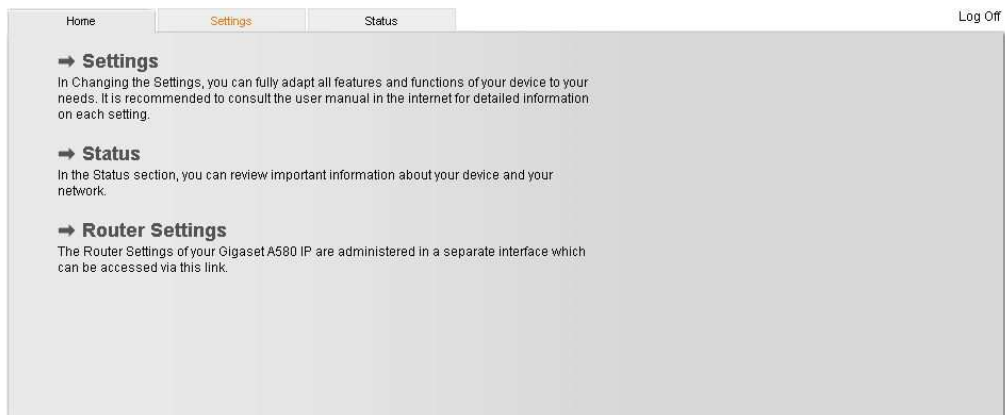 Home Settings Status Log Off
Settings
In Changing the Settings, you can fully adapt all features and functions of your device to your
needs. It is recommended to consult the user manual in the internet for detailed information
on each setting.
Status
In the Status section, you can review important information about your device and your
network.
Router Settings
The Router Settings of your Gigaset A580 IP are administered in a separate interface which
can be accessed via this link.